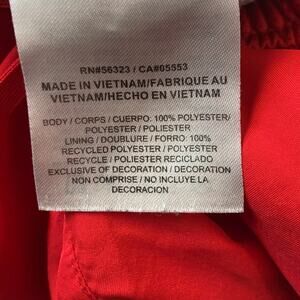 RN#56323 / CA#05553
MADE IN VIETNAM/FABRIQUE AU
VIETNAM/HECHO EN VIETNAM
BODY / CORPS / CUERPO: 100% POLYESTER/
POLYESTER / POLIESTER
LINING / DOUBLURE / FORRO: 100%
RECYCLED POLYESTER / POLYESTER
RECYCLE / POLIESTER RECICLADO
EXCLUSIVE OF DECORATION / DECORATION
NON COMPRISE / NO INCLUYE LA
DECORACION